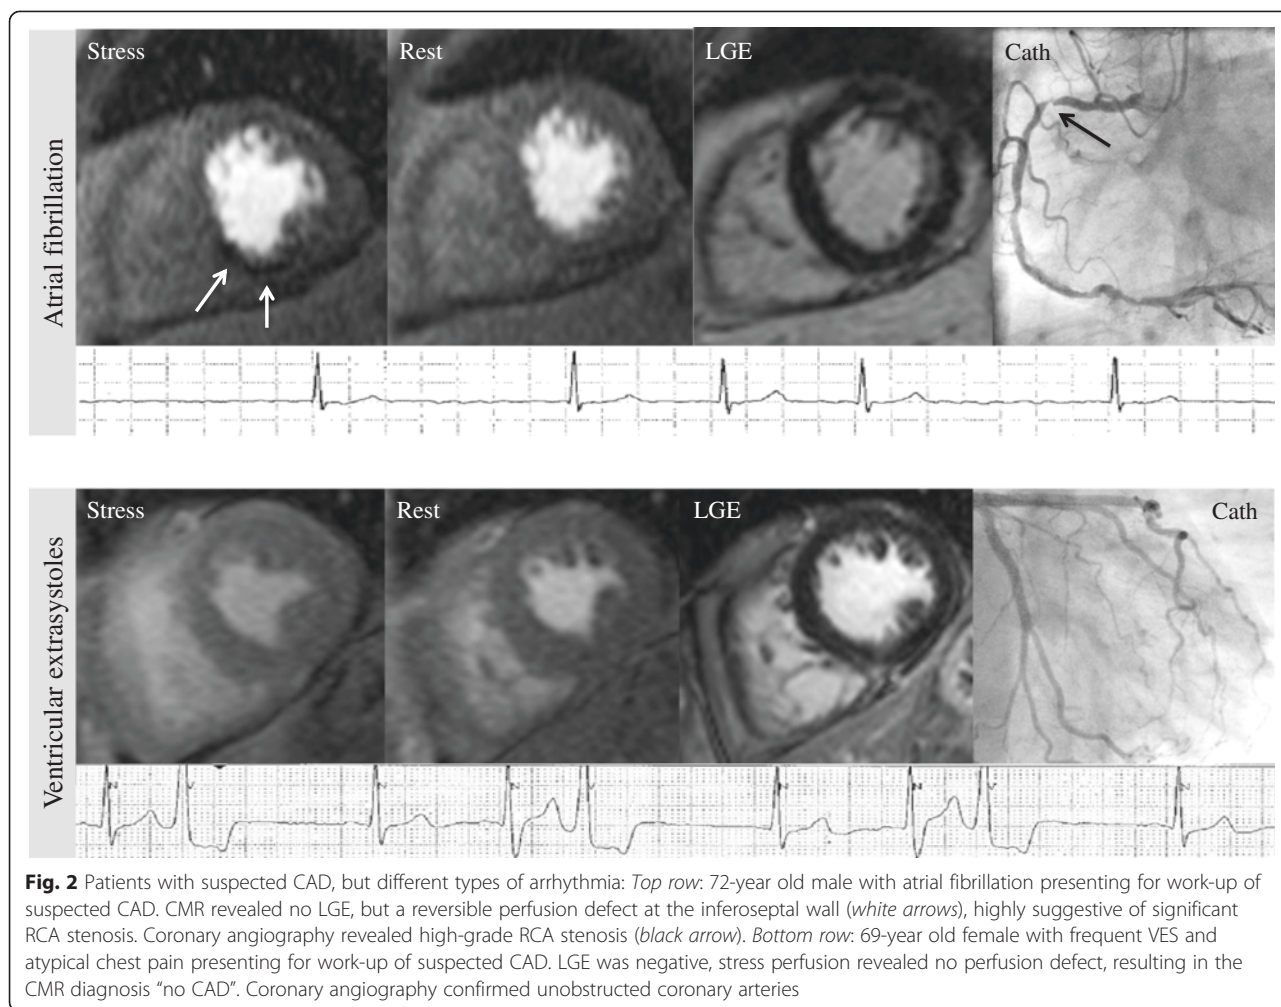 Atrial fibrillation
Stress
Rest
LGE
Cath
Ventricular extrasystoles
Stress
Rest
LGE
Cath
Fig. 2 Patients with suspected CAD, but different types of arrhythmia: Top row: 72-year old male with atrial fibrillation presenting for work-up of
suspected CAD. CMR revealed no LGE, but a reversible perfusion defect at the inferoseptal wall (white arrows), highly suggestive of significant
RCA stenosis. Coronary angiography revealed high-grade RCA stenosis (black arrow). Bottom row: 69-year old female with frequent VES and
atypical chest pain presenting for work-up of suspected CAD. LGE was negative, stress perfusion revealed no perfusion defect, resulting in the
CMR diagnosis “no CAD”. Coronary angiography confirmed unobstructed coronary arteries